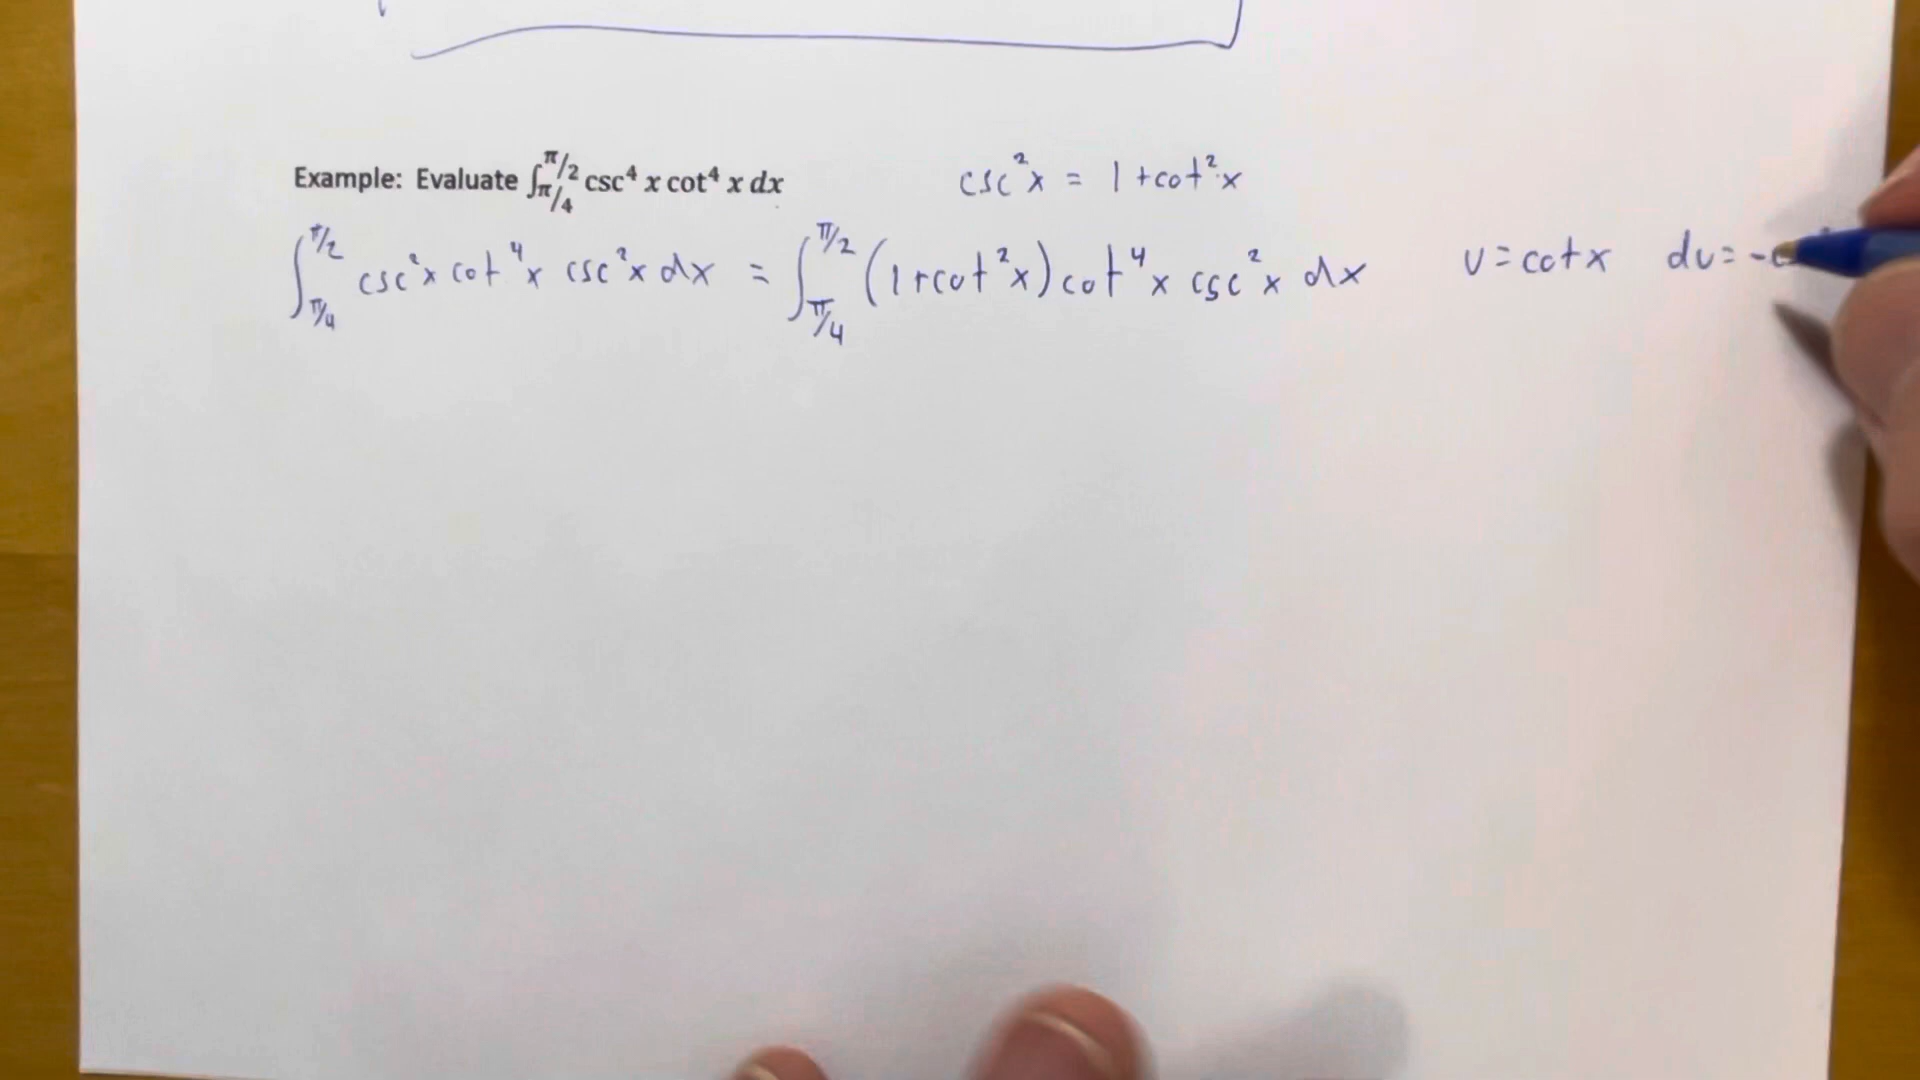 Example: Evaluate ∫_{π/4}^{π/2} csc⁴ x cot⁴ x dx
csc²x = 1 + cot²x
∫_{π/4}^{π/2} csc²x cot⁴x csc²x dx = ∫_{π/4}^{π/2} (1+cot²x) cot⁴x csc²x dx
u = cotx du = -